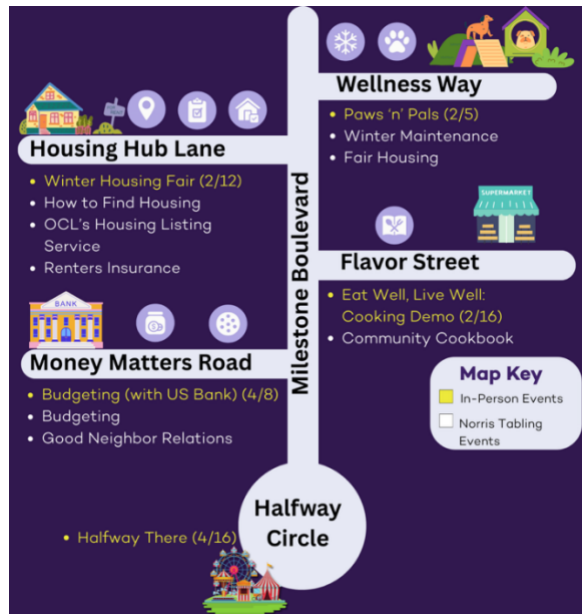 Wellness Way
Paws ‘n’ Pals (2/5)
Winter Maintenance
Fair Housing
Housing Hub Lane
Winter Housing Fair (2/12)
How to Find Housing
OCL’s Housing Listing
Service
Renters Insurance
Milestone Boulevard
SUPERMARKET
Flavor Street
Eat Well, Live Well:
Cooking Demo (2/16)
Community Cookbook
BANK
Money Matters Road
Budgeting (with US Bank) (4/8)
Budgeting
Good Neighbor Relations
Map Key
In-Person Events
Norris Tabling
Events
Halfway
Circle
Halfway There (4/16)